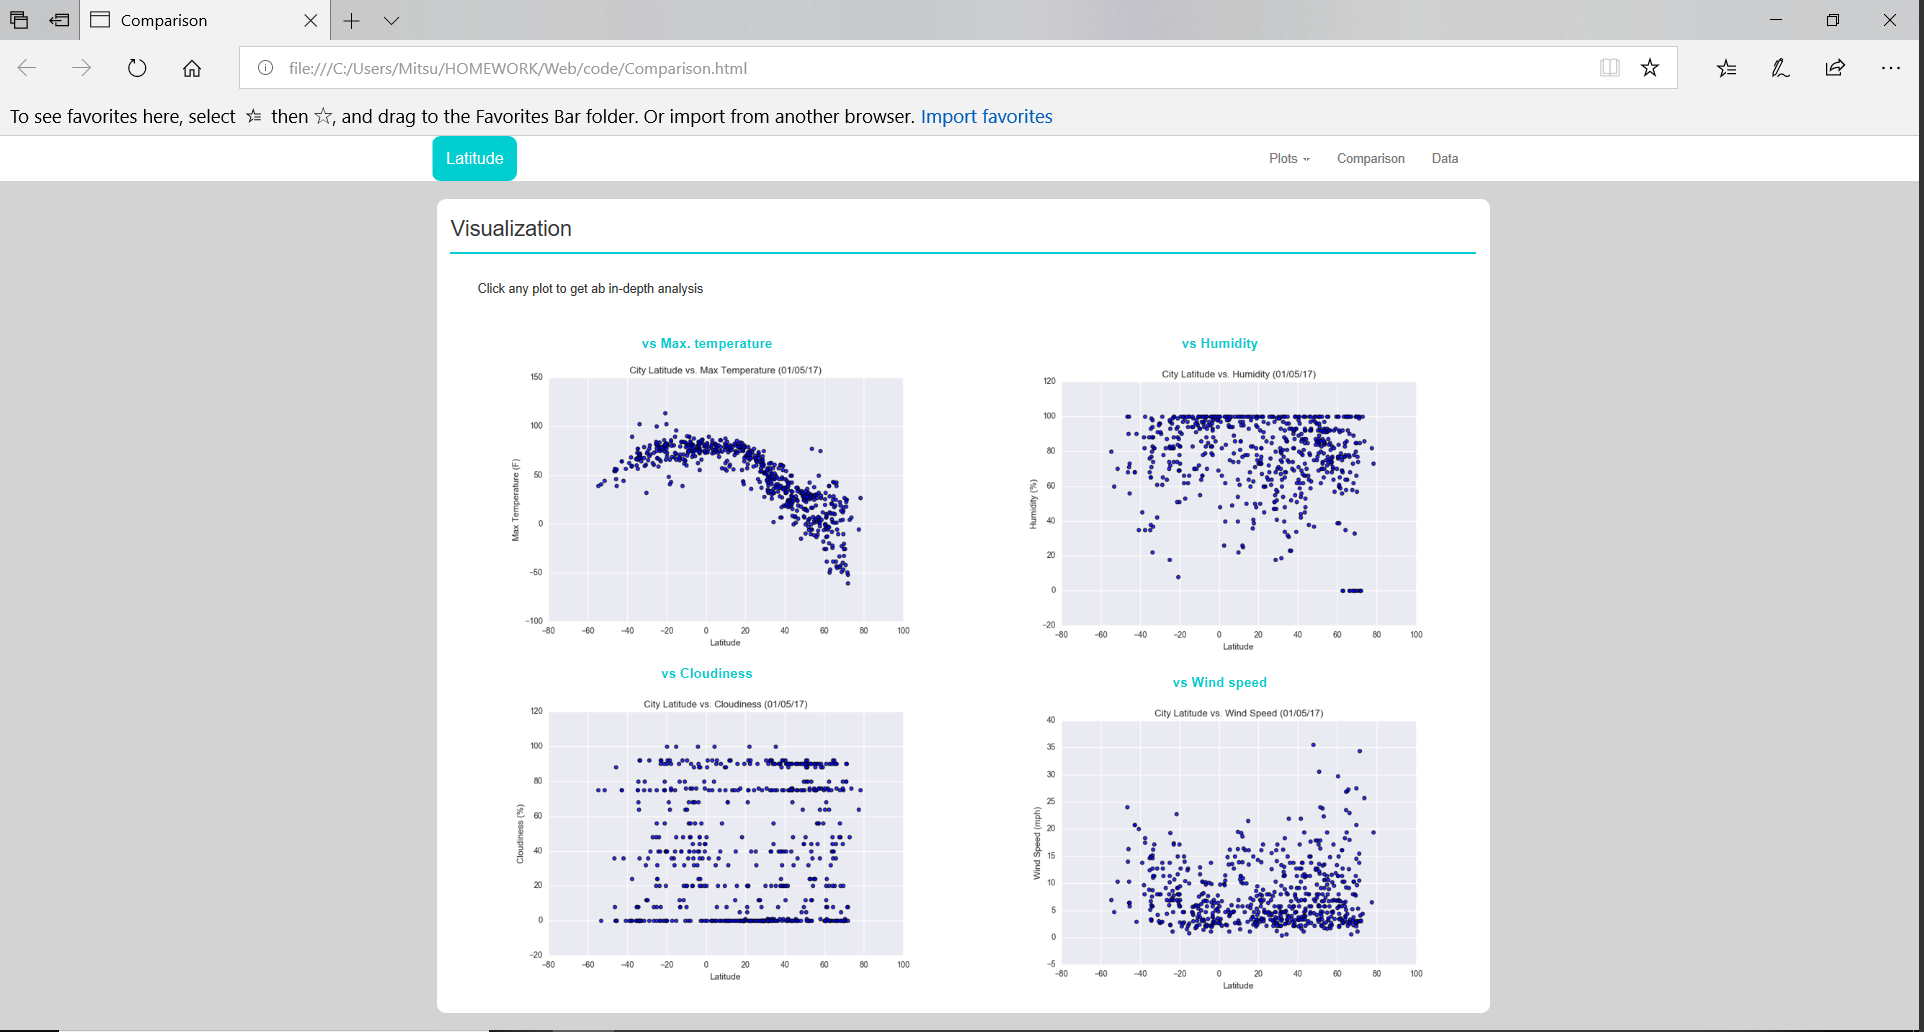 Comparison
file:///C:/Users/Mitsu/HOMEWORK/Web/code/Comparison.html
To see favorites here, select then , and drag to the Favorites Bar folder. Or import from another browser. Import favorites
Latitude
Plots Comparison Data
Visualization
Click any plot to get ab in-depth analysis
vs Max. temperature
City Latitude vs. Max Temperature (01/05/17)
150
100
50
0
−50
−100
Max Temperature (F)
−80 −60 −40 −20 0 20 40 60 80 100
Latitude
vs Humidity
City Latitude vs. Humidity (01/05/17)
120
100
80
60
40
20
0
−20
Humidity (%)
−80 −60 −40 −20 0 20 40 60 80 100
Latitude
vs Cloudiness
City Latitude vs. Cloudiness (01/05/17)
120
100
80
60
40
20
0
−20
Cloudiness (%)
−80 −60 −40 −20 0 20 40 60 80 100
Latitude
vs Wind speed
City Latitude vs. Wind Speed (01/05/17)
40
35
30
25
20
15
10
5
0
−5
Wind Speed (mph)
−80 −60 −40 −20 0 20 40 60 80 100
Latitude